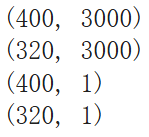 (400, 3000)
(320, 3000)
(400, 1)
(320, 1)